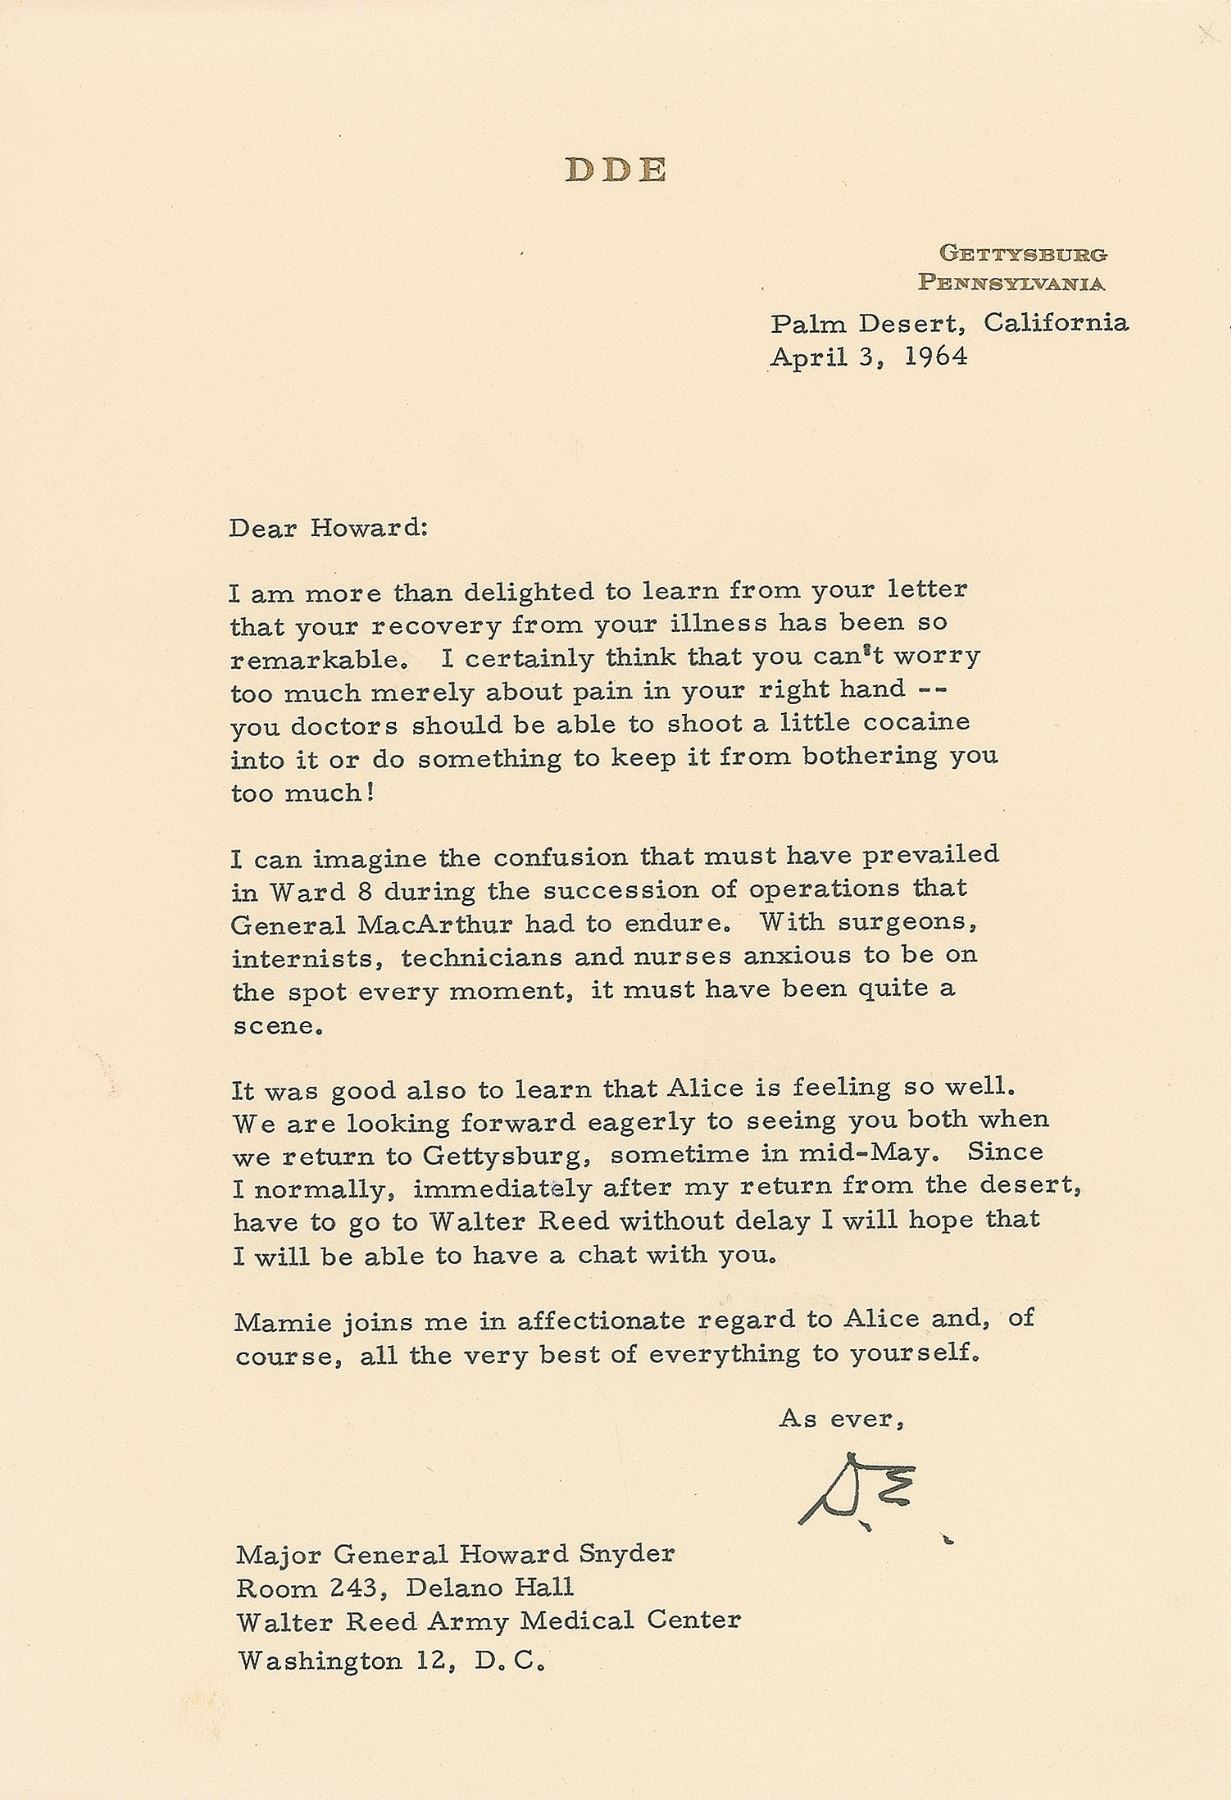 DDE
GETTYSBURG
PENNSYLVANIA
Palm Desert, California
April 3, 1964
Dear Howard:
I am more than delighted to learn from your letter
that your recovery from your illness has been so
remarkable. I certainly think that you can't worry
too much merely about pain in your right hand --
you doctors should be able to shoot a little cocaine
into it or do something to keep it from bothering you
too much!
I can imagine the confusion that must have prevailed
in Ward 8 during the succession of operations that
General MacArthur had to endure. With surgeons,
internists, technicians and nurses anxious to be on
the spot every moment, it must have been quite a
scene.
It was good also to learn that Alice is feeling so well.
We are looking forward eagerly to seeing you both when
we return to Gettysburg, sometime in mid-May. Since
I normally, immediately after my return from the desert,
have to go to Walter Reed without delay I will hope that
I will be able to have a chat with you.
Mamie joins me in affectionate regard to Alice and, of
course, all the very best of everything to yourself.
As ever,
D.E.
Major General Howard Snyder
Room 243, Delano Hall
Walter Reed Army Medical Center
Washington 12, D. C.